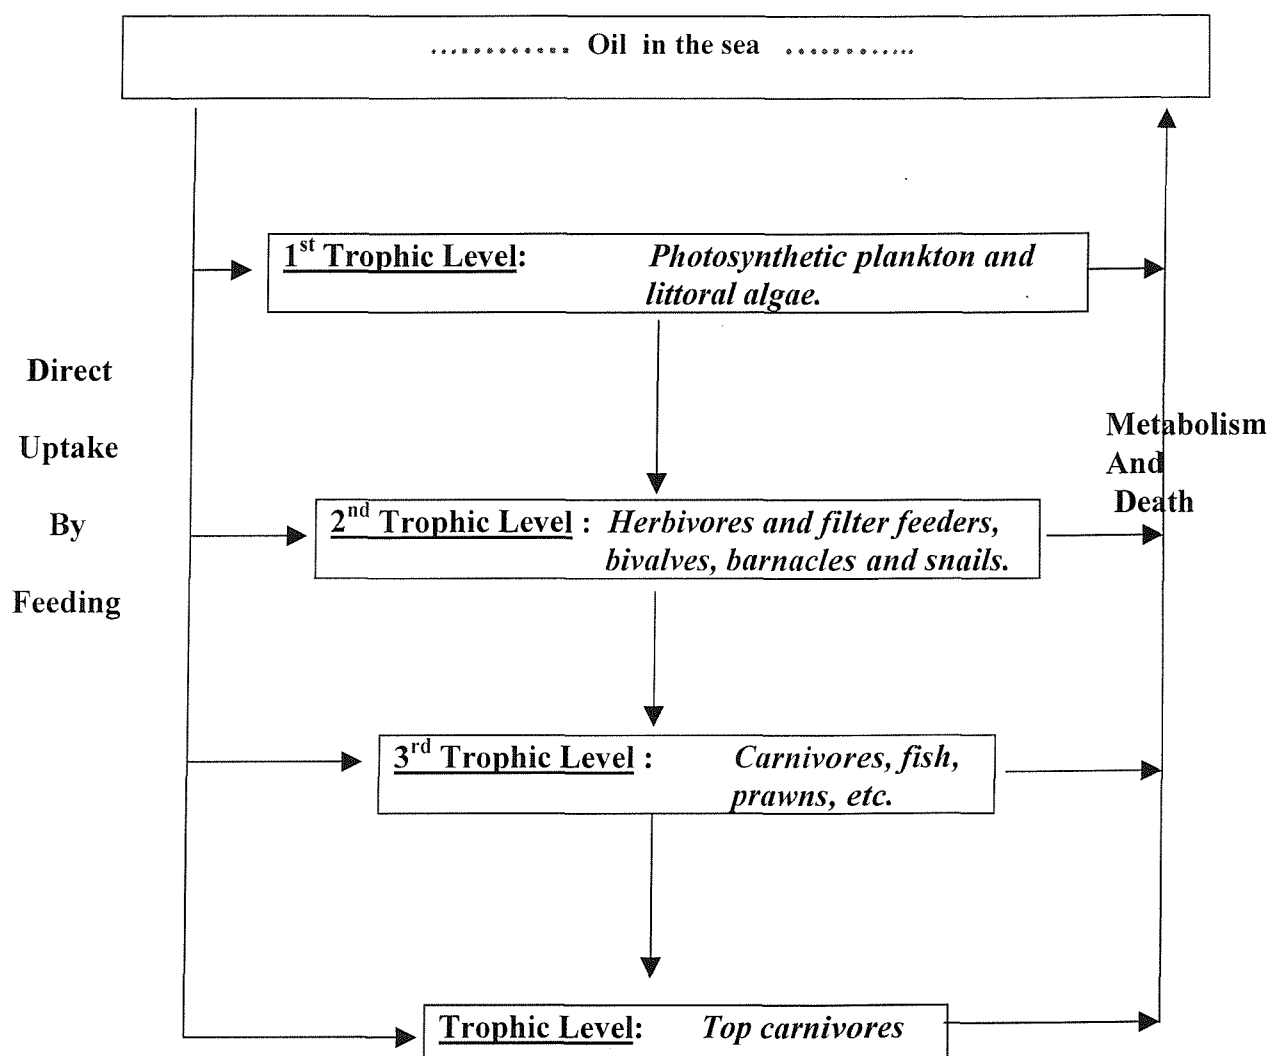 ............ Oil in the sea ............
1st Trophic Level: Photosynthetic plankton and
littoral algae.
Direct
Uptake
By
Feeding
Metabolism
And
Death
2nd Trophic Level : Herbivores and filter feeders,
bivalves, barnacles and snails.
3rd Trophic Level : Carnivores, fish,
prawns, etc.
Trophic Level: Top carnivores